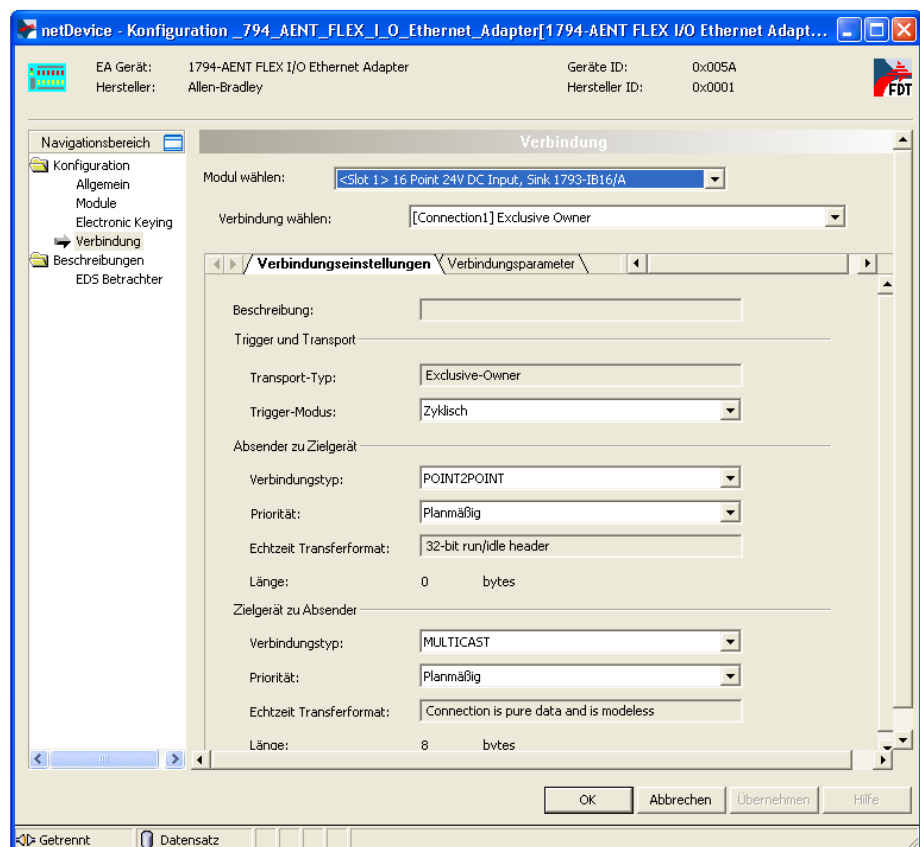 netDevice - Konfiguration _794_AENT_FLEX_I_O_Ethernet_Adapter[1794-AENT FLEX I/O Ethernet Adapt...
EA Gerät: 1794-AENT FLEX I/O Ethernet Adapter Geräte ID: 0x005A
Hersteller: Allen-Bradley Hersteller ID: 0x0001
FDT
Navigationsbereich
Konfiguration
Allgemein
Module
Electronic Keying
Verbindung
Beschreibungen
EDS Betrachter
Verbindung
Modul wählen: <Slot 1> 16 Point 24V DC Input, Sink 1793-IB16/A
Verbindung wählen: [Connection1] Exclusive Owner
Verbindungseinstellungen Verbindungsparameter
Beschreibung:
Trigger und Transport
Transport-Typ: Exclusive-Owner
Trigger-Modus: Zyklisch
Absender zu Zielgerät
Verbindungstyp: POINT2POINT
Priorität: Planmäßig
Echtzeit Transferformat: 32-bit run/idle header
Länge: 0 bytes
Zielgerät zu Absender
Verbindungstyp: MULTICAST
Priorität: Planmäßig
Echtzeit Transferformat: Connection is pure data and is modeless
Länge: 8 bytes
OK Abbrechen Übernehmen Hilfe
Getrennt Datensatz